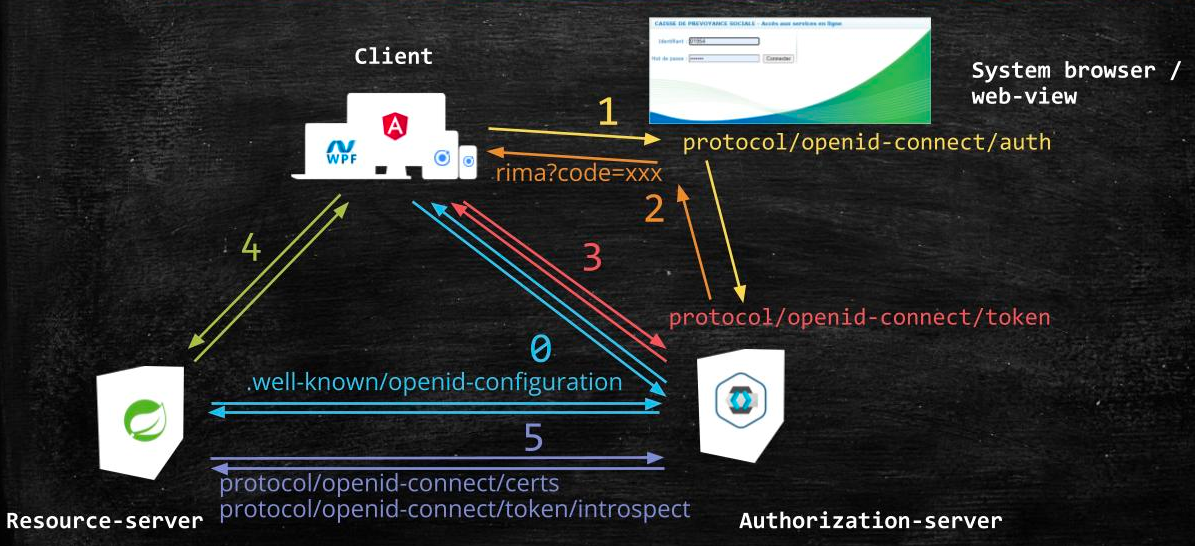 Client
CAISSE DE PREVOYANCE SOCIALE - Accès aux services en ligne
Identifiant :
Mot de passe :
Connecter
System browser /
web-view
1
A
WPF
protocol/openid-connect/auth
rima?code=xxx
2
4
3
protocol/openid-connect/token
0
.well-known/openid-configuration
5
protocol/openid-connect/certs
protocol/openid-connect/token/introspect
Resource-server
Authorization-server